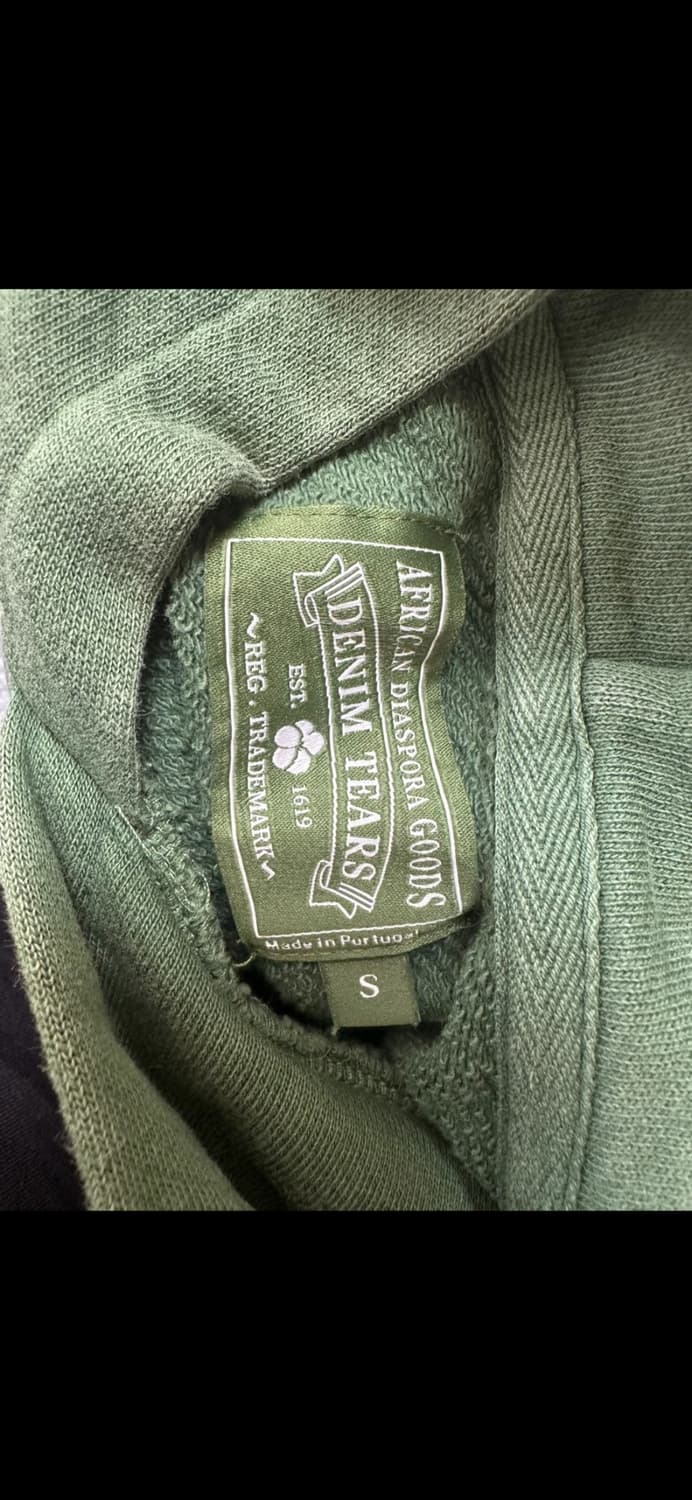 AFRICAN DIASPORA GOODS
DENIM TEARS
EST. 1619
~REG. TRADEMARK~
Made in Portugal
S